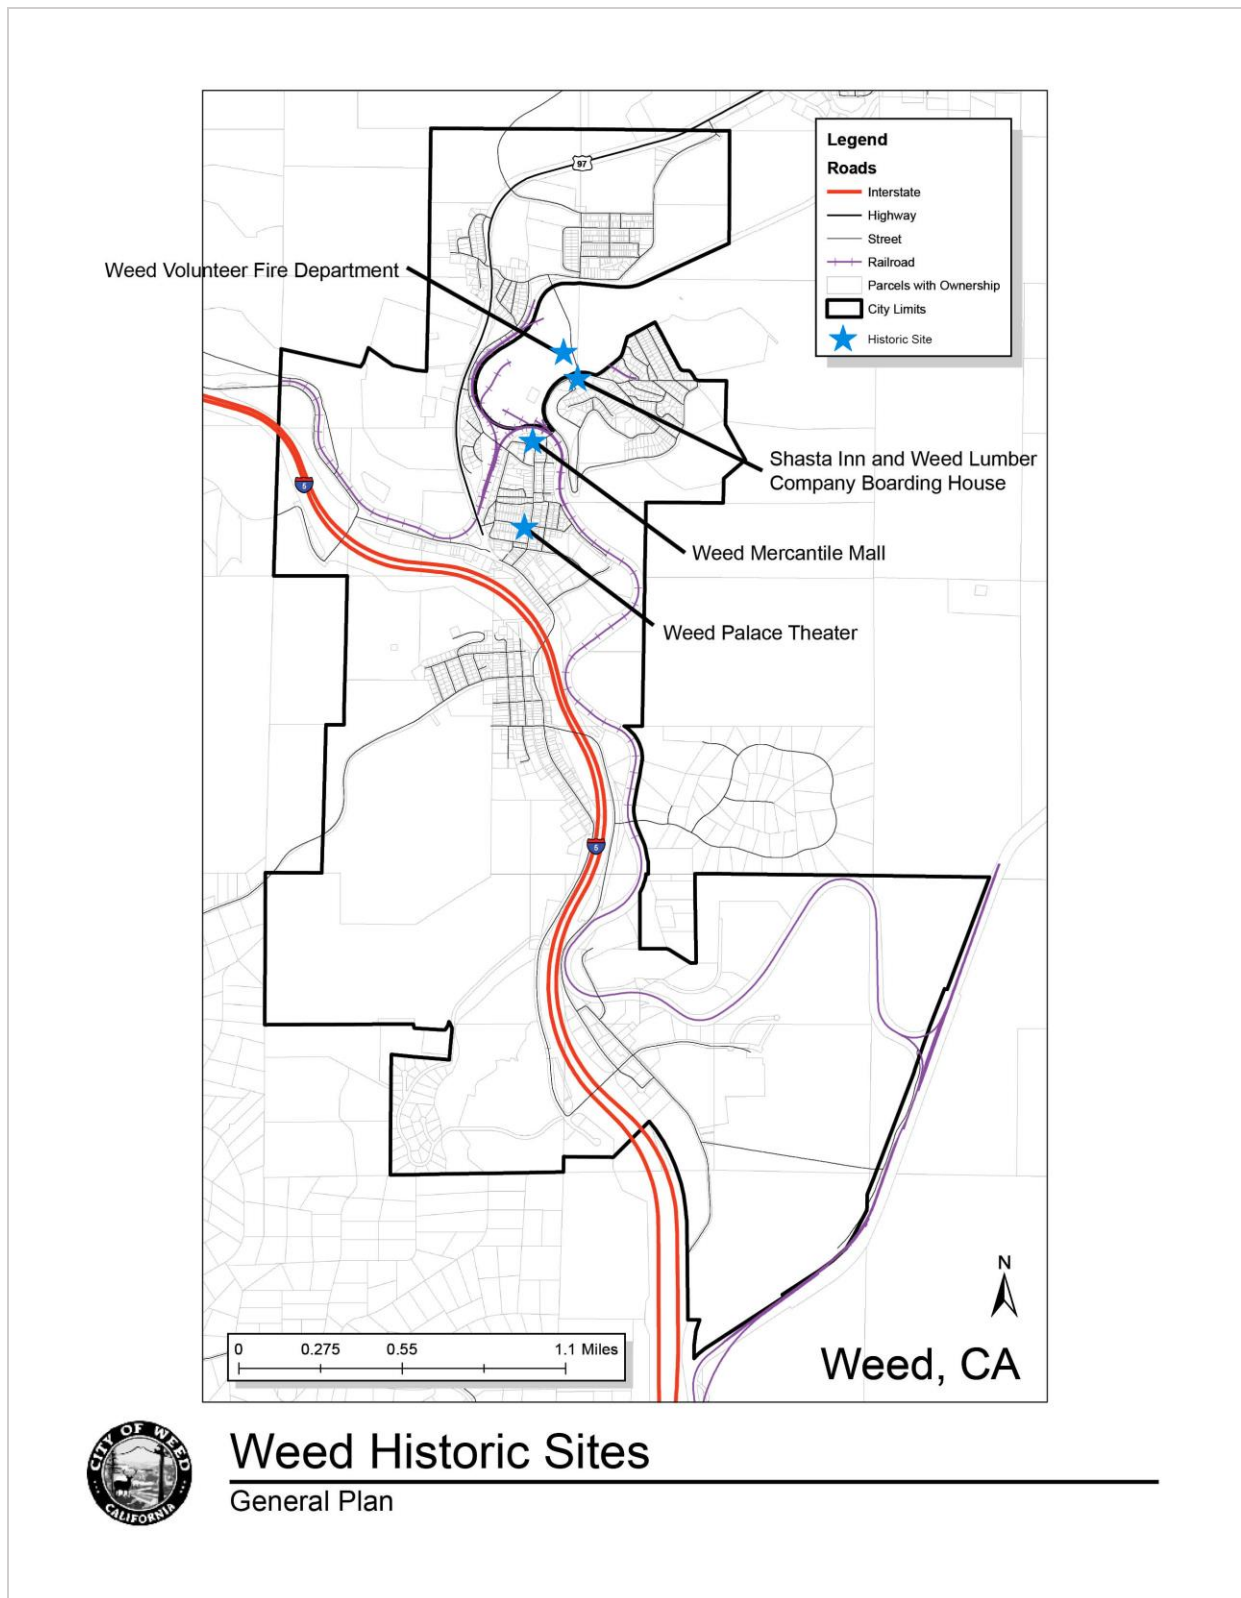 Legend
Roads
Interstate
Highway
Street
Railroad
Parcels with Ownership
City Limits
Historic Site
97
Weed Volunteer Fire Department
5
Shasta Inn and Weed Lumber
Company Boarding House
Weed Mercantile Mall
Weed Palace Theater
5
N
0 0.275 0.55 1.1 Miles
Weed, CA
CITY OF WEED
CALIFORNIA
Weed Historic Sites
General Plan